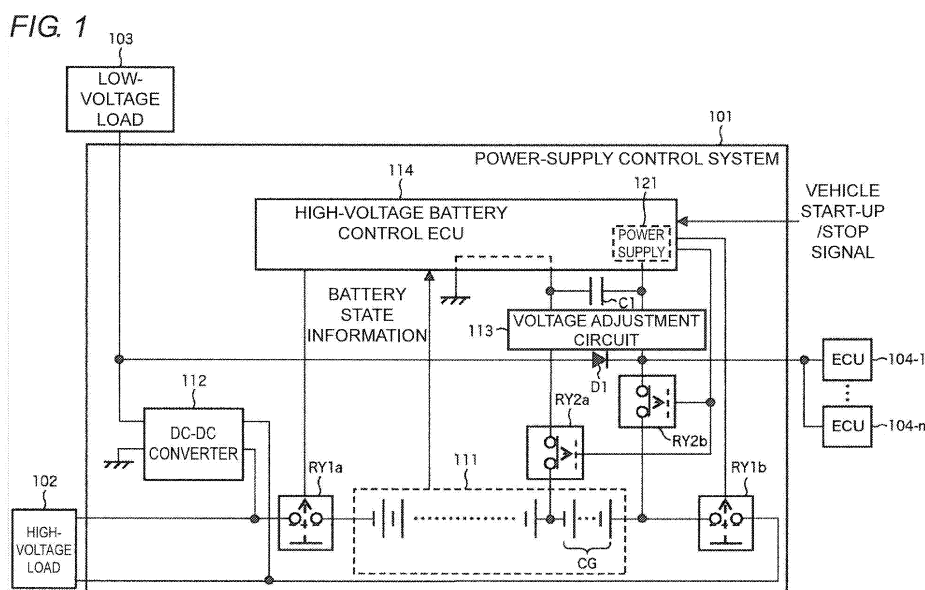 FIG. 1
103
LOW-
VOLTAGE
LOAD
101
POWER-SUPPLY CONTROL SYSTEM
114
HIGH-VOLTAGE BATTERY
CONTROL ECU
121
POWER
SUPPLY
VEHICLE
START-UP
/STOP
SIGNAL
BATTERY
STATE
INFORMATION
C1
113
VOLTAGE ADJUSTMENT
CIRCUIT
D1
ECU
104-1
ECU
104-n
112
DC-DC
CONVERTER
RY2a
RY2b
RY1a
111
RY1b
102
HIGH-
VOLTAGE
LOAD
CG